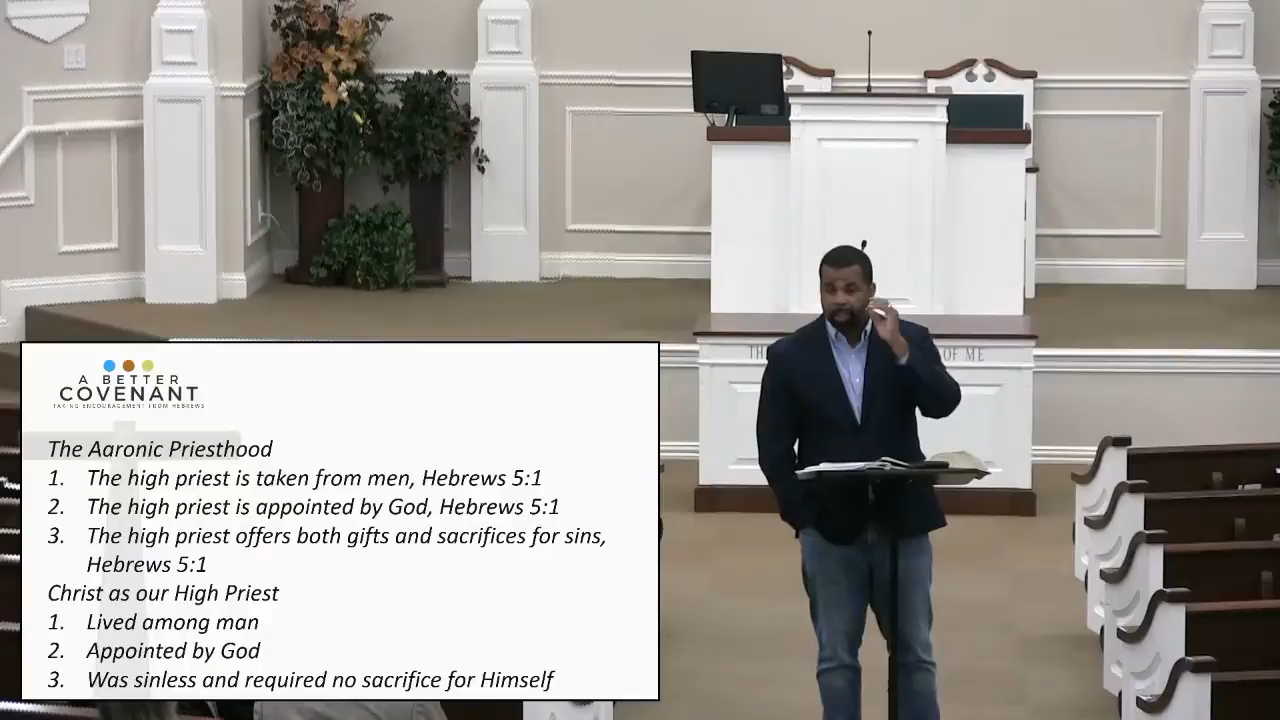 A BETTER
COVENANT
TAKING ENCOURAGEMENT FROM HEBREWS
The Aaronic Priesthood
1. The high priest is taken from men, Hebrews 5:1
2. The high priest is appointed by God, Hebrews 5:1
3. The high priest offers both gifts and sacrifices for sins,
Hebrews 5:1
Christ as our High Priest
1. Lived among man
2. Appointed by God
3. Was sinless and required no sacrifice for Himself
OF ME